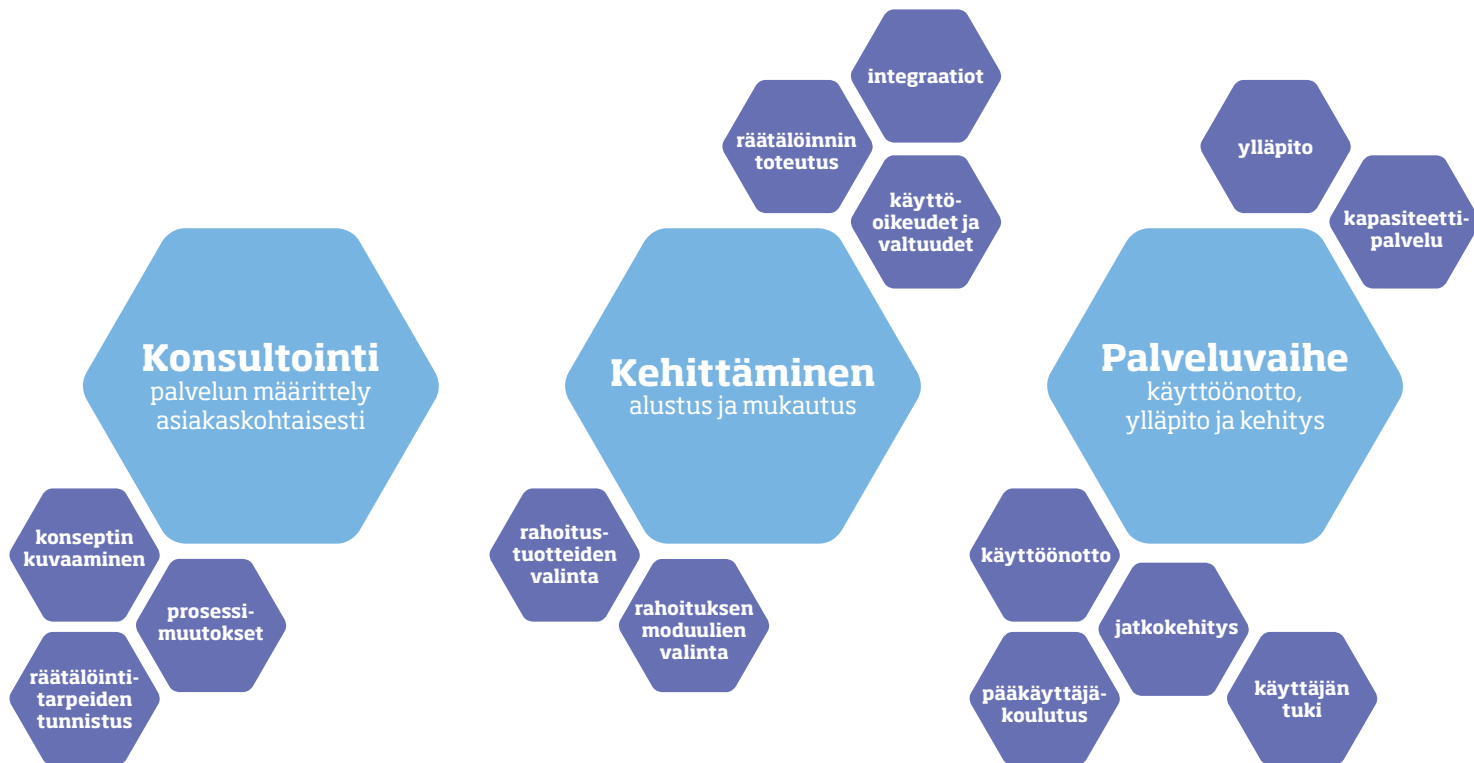 Konsultointi
palvelun määrittely
asiakaskohtaisesti
konseptin
kuvaaminen
prosessi-
muutokset
räätälöinti-
tarpeiden
tunnistus
integraatiot
räätälöinnin
toteutus
käyttö-
oikeudet ja
valtuudet
Kehittäminen
alustus ja mukautus
rahoitus-
tuotteiden
valinta
rahoituksen
moduulien
valinta
ylläpito
kapasiteetti-
palvelu
Palveluvaihe
käyttöönotto,
ylläpito ja kehitys
käyttöönotto
jatkokehitys
pääkäyttäjä-
koulutus
käyttäjän
tuki